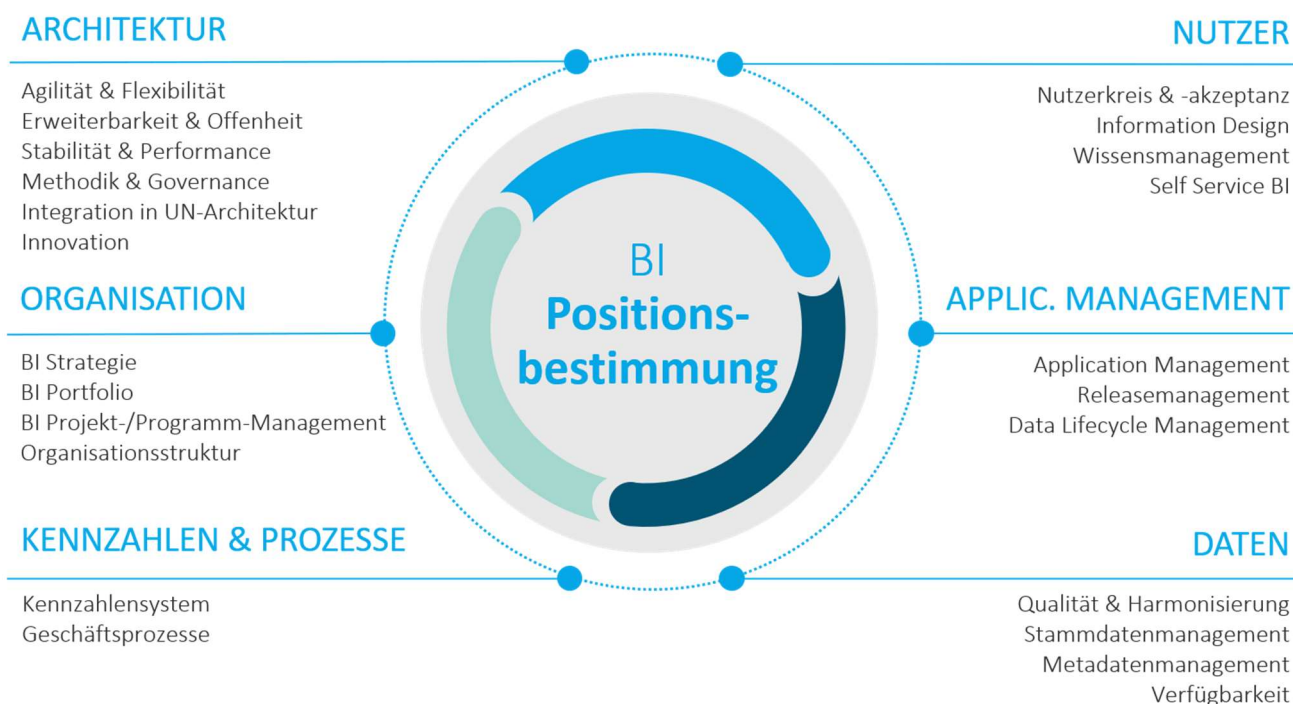 ARCHITEKTUR
Agilität & Flexibilität
Erweiterbarkeit & Offenheit
Stabilität & Performance
Methodik & Governance
Integration in UN-Architektur
Innovation
ORGANISATION
BI Strategie
BI Portfolio
BI Projekt-/Programm-Management
Organisationsstruktur
KENNZAHLEN & PROZESSE
Kennzahlensystem
Geschäftsprozesse
BI
Positions-
bestimmung
NUTZER
Nutzerkreis & -akzeptanz
Information Design
Wissensmanagement
Self Service BI
APPLIC. MANAGEMENT
Application Management
Releasemanagement
Data Lifecycle Management
DATEN
Qualität & Harmonisierung
Stammdatenmanagement
Metadatenmanagement
Verfügbarkeit